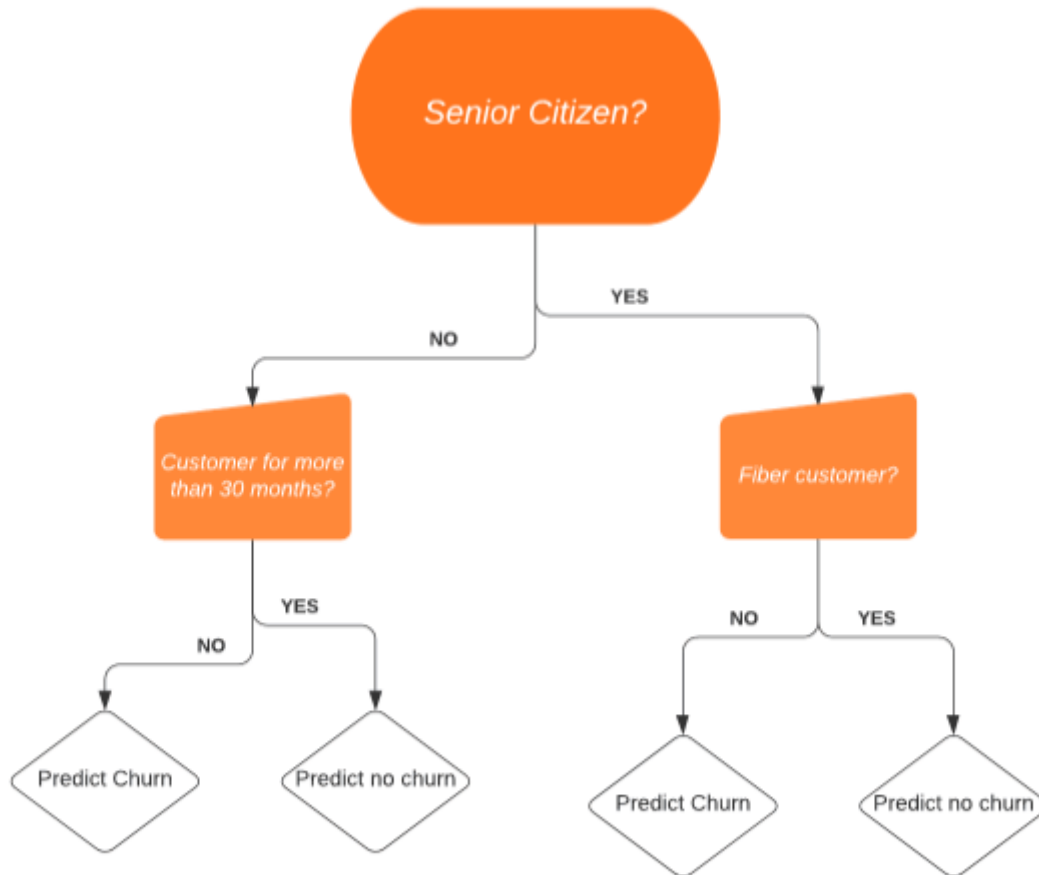 Senior Citizen?
YES
NO
Customer for more
than 30 months?
Fiber customer?
YES
NO
NO
YES
Predict Churn
Predict no churn
Predict Churn
Predict no churn